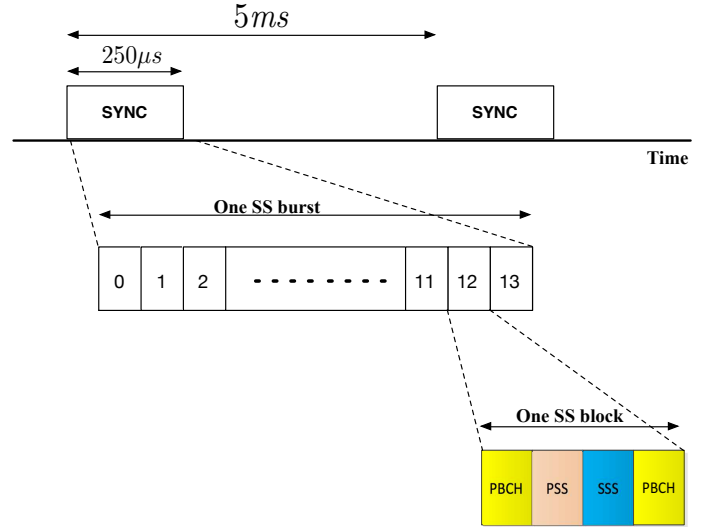 5ms
250μs
SYNC SYNC
Time
One SS burst
0 1 2 11 12 13
One SS block
PBCH PSS SSS PBCH